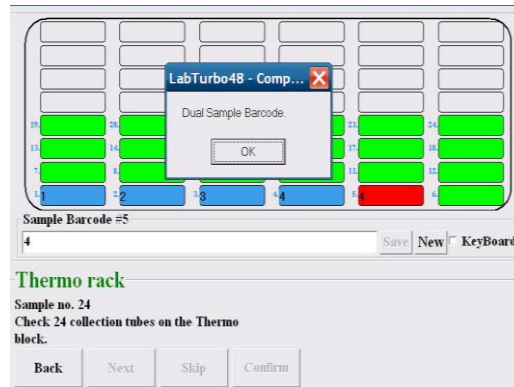 LabTurbo48 - Comp...
Dual Sample Barcode.
OK
19. 20. 23. 24.
13. 14. 17. 18.
7. 8. 11. 12.
1. 1 2. 2 3. 3 4. 4 5. 4 6.
Sample Barcode #5
4 Save New KeyBoard
Thermo rack
Sample no. 24
Check 24 collection tubes on the Thermo
block.
Back Next Skip Confirm